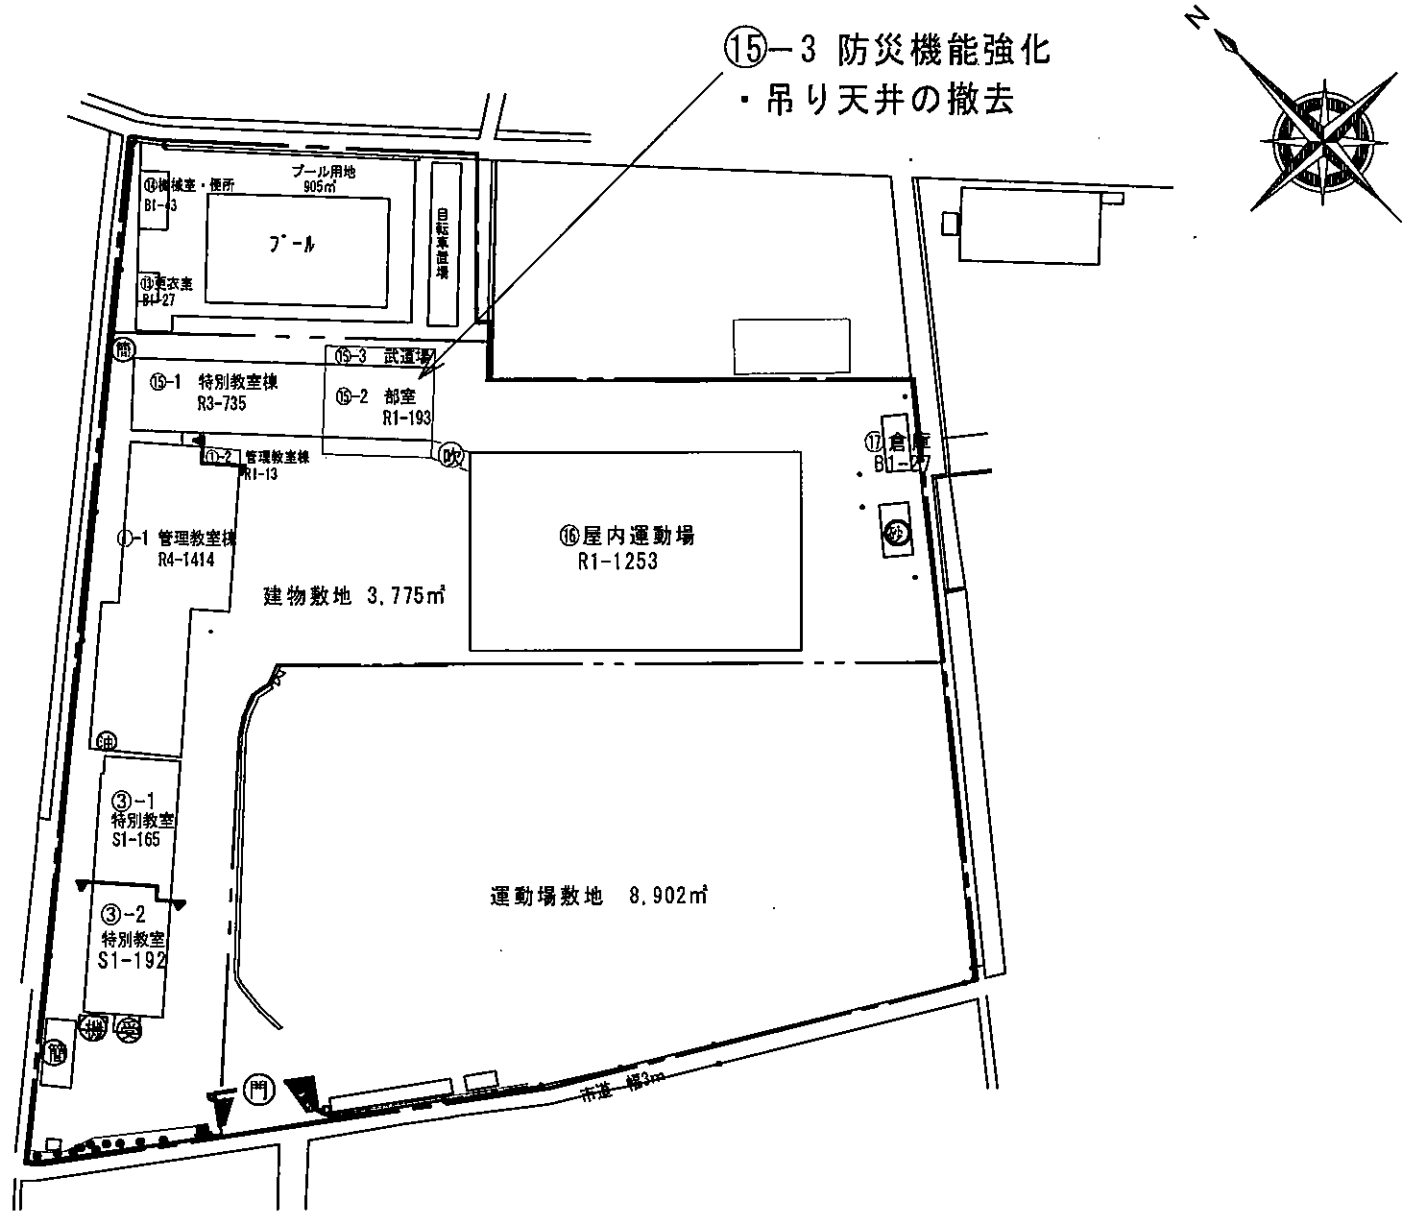 N
⑮-3 防災機能強化
・吊り天井の撤去
プール用地
905㎡
⑭機械室・便所
B1-43
プール
自転車置場
⑬更衣室
B1-27
簡
⑮-3 武道場
⑮-1 特別教室棟
R3-735
⑮-2 部室
R1-193
①-2 管理教室棟
R1-13
吹
⑰倉庫
B1-27
①-1 管理教室棟
R4-1414
⑯屋内運動場
R1-1253
砂
建物敷地 3,775㎡
油
③-1
特別教室
S1-165
運動場敷地 8,902㎡
③-2
特別教室
S1-192
受
簡
門
市道 幅3m